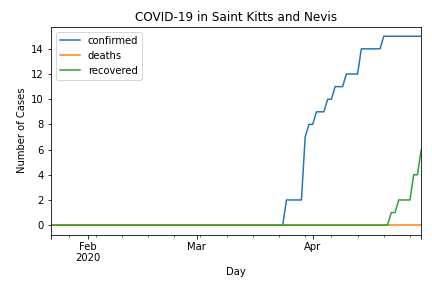 COVID-19 in Saint Kitts and Nevis
confirmed
deaths
recovered
Number of Cases
14
12
10
8
6
4
2
0
Feb
2020
Mar
Apr
Day